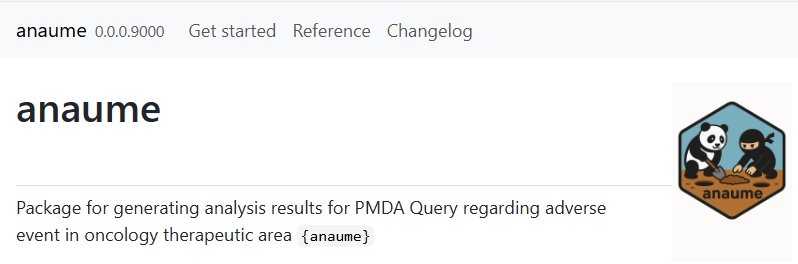 anaume 0.0.0.9000 Get started Reference Changelog
anaume
anaume
Package for generating analysis results for PMDA Query regarding adverse
event in oncology therapeutic area {anaume}